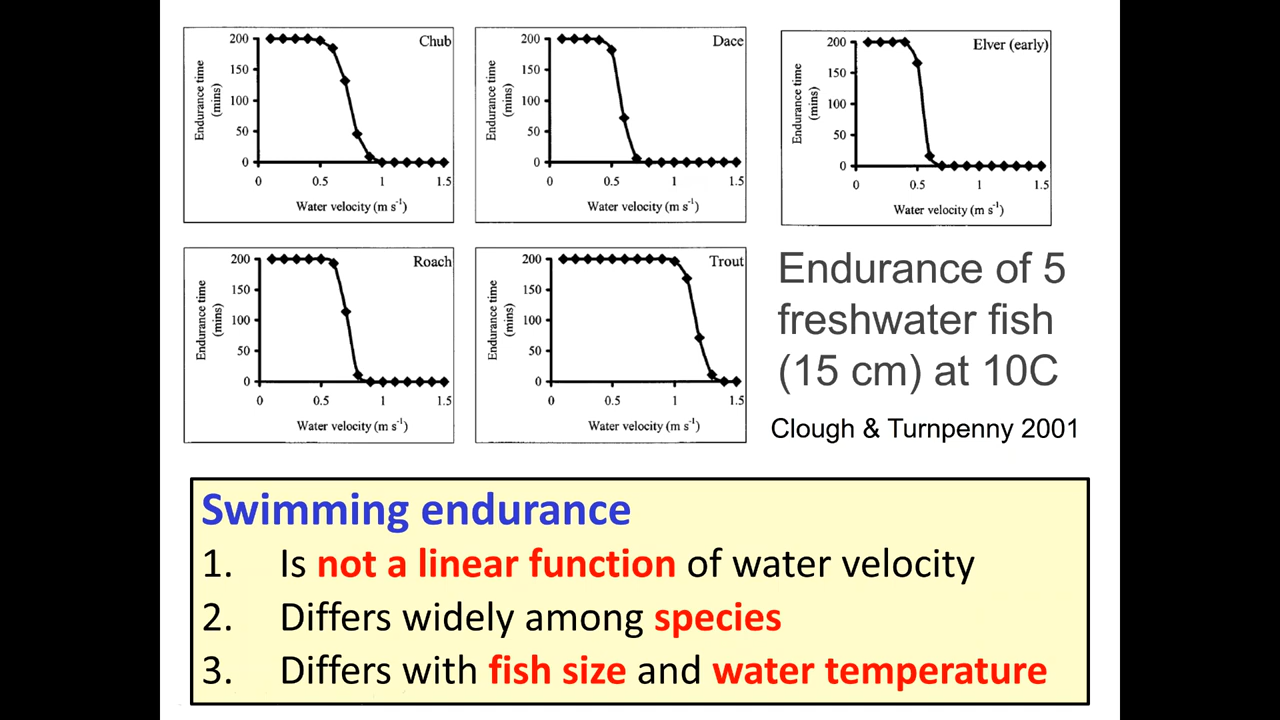 Chub
200
150
100
50
0
Endurance time
(mins)
0 0.5 1 1.5
Water velocity (m s⁻¹)
Dace
200
150
100
50
0
Endurance time
(mins)
0 0.5 1 1.5
Water velocity (m s⁻¹)
Elver (early)
200
150
100
50
0
Endurance time
(mins)
0 0.5 1 1.5
Water velocity (m s⁻¹)
Roach
200
150
100
50
0
Endurance time
(mins)
0 0.5 1 1.5
Water velocity (m s⁻¹)
Trout
200
150
100
50
0
Endurance time
(mins)
0 0.5 1 1.5
Water velocity (m s⁻¹)
Endurance of 5
freshwater fish
(15 cm) at 10C
Clough & Turnpenny 2001
Swimming endurance
1. Is not a linear function of water velocity
2. Differs widely among species
3. Differs with fish size and water temperature